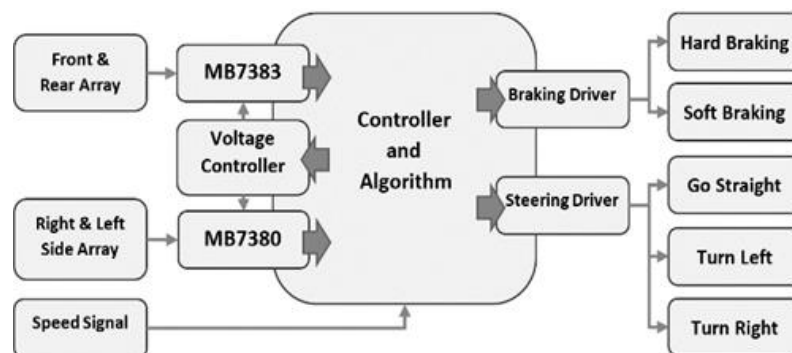 Front &
Rear Array
MB7383
Voltage
Controller
Right & Left
Side Array
MB7380
Speed Signal
Controller
and
Algorithm
Braking Driver
Steering Driver
Hard Braking
Soft Braking
Go Straight
Turn Left
Turn Right